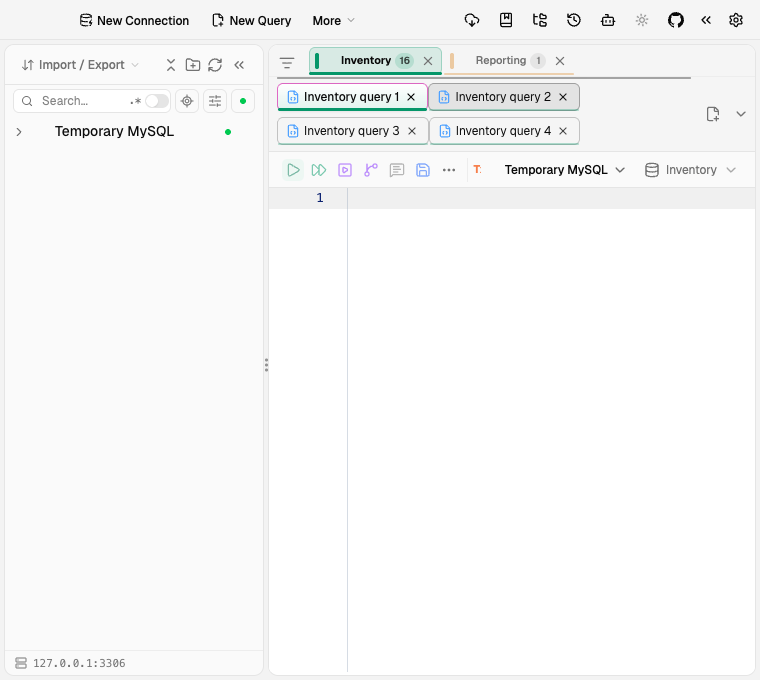 New Connection New Query More
Import / Export
Inventory 16 Reporting 1
Search... .*
Inventory query 1 Inventory query 2
Temporary MySQL
Inventory query 3 Inventory query 4
T: Temporary MySQL Inventory
1
127.0.0.1:3306